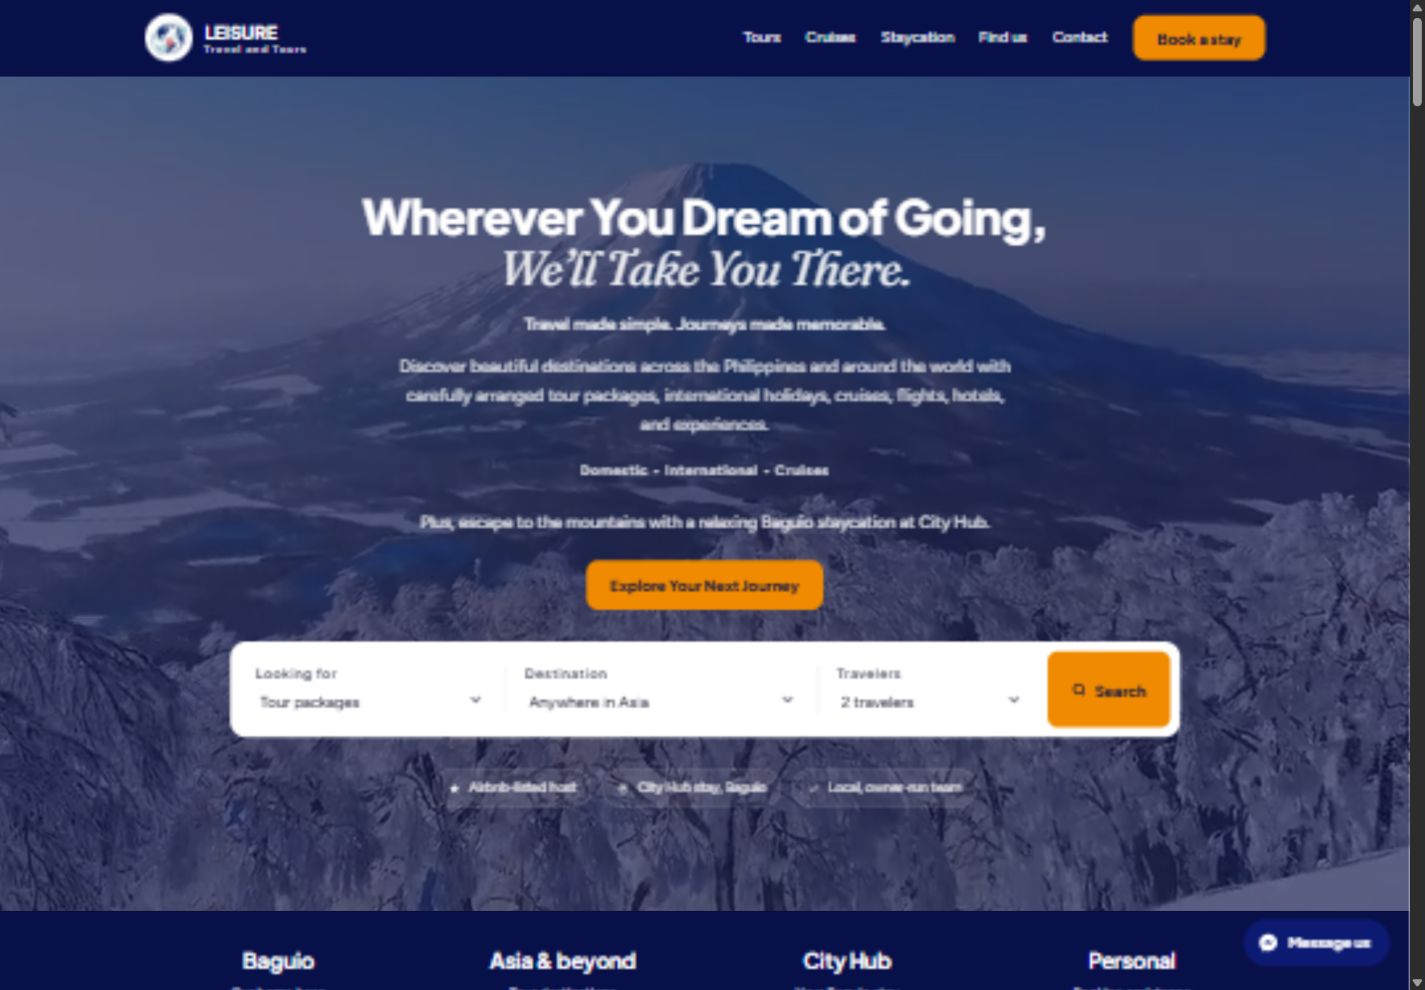 LEISURE
Travel and Tours
Tours
Cruises
Staycation
Find us
Contact
Book a stay
Wherever You Dream of Going,
We'll Take You There.
Travel made simple. Journeys made memorable.
Discover beautiful destinations across the Philippines and around the world with
carefully arranged tour packages, international holidays, cruises, flights, hotels,
and experiences.
Domestic - International - Cruises
Plus, escape to the mountains with a relaxing Baguio staycation at City Hub.
Explore Your Next Journey
Looking for
Tour packages
Destination
Anywhere in Asia
Travelers
2 travelers
Search
Airbnb-listed host
City Hub stay, Baguio
Local, owner-run team
Baguio
Asia & beyond
City Hub
Personal
Message us